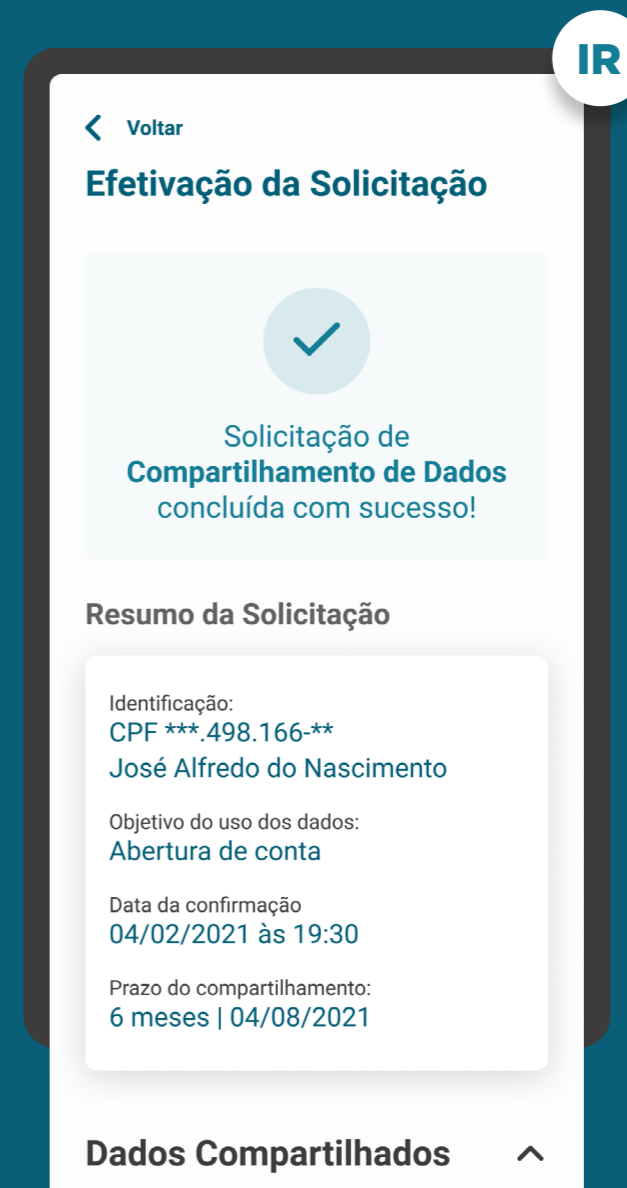 IR
Voltar
Efetivação da Solicitação
Solicitação de
Compartilhamento de Dados
concluída com sucesso!
Resumo da Solicitação
Identificação:
CPF ***.498.166-**
José Alfredo do Nascimento
Objetivo do uso dos dados:
Abertura de conta
Data da confirmação
04/02/2021 às 19:30
Prazo do compartilhamento:
6 meses | 04/08/2021
Dados Compartilhados